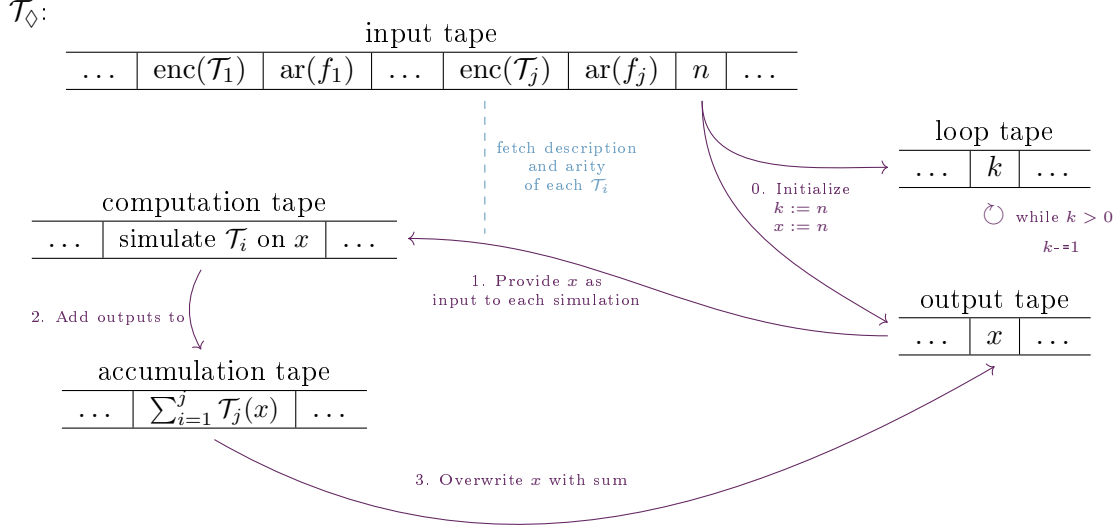 𝒯◊:
input tape
... enc(𝒯₁) ar(f₁) ... enc(𝒯ⱼ) ar(fⱼ) n ...
fetch description
and arity
of each 𝒯ᵢ
loop tape
... k ...
0. Initialize
k := n
x := n
↻ while k > 0
k-=1
computation tape
... simulate 𝒯ᵢ on x ...
1. Provide x as
input to each simulation
output tape
... x ...
2. Add outputs to
accumulation tape
... ∑ʲᵢ₌₁ 𝒯ⱼ(x) ...
3. Overwrite x with sum